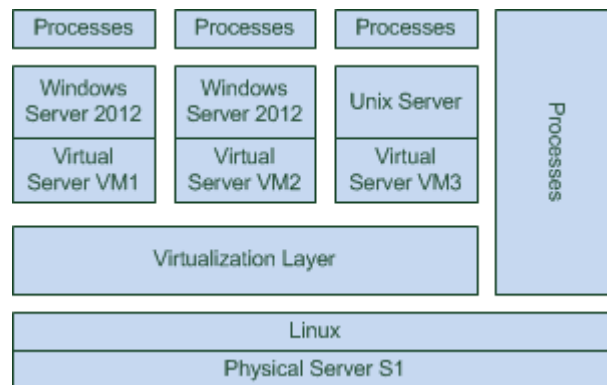 Processes
Processes
Processes
Windows
Server 2012
Windows
Server 2012
Unix Server
Virtual
Server VM1
Virtual
Server VM2
Virtual
Server VM3
Processes
Virtualization Layer
Linux
Physical Server S1